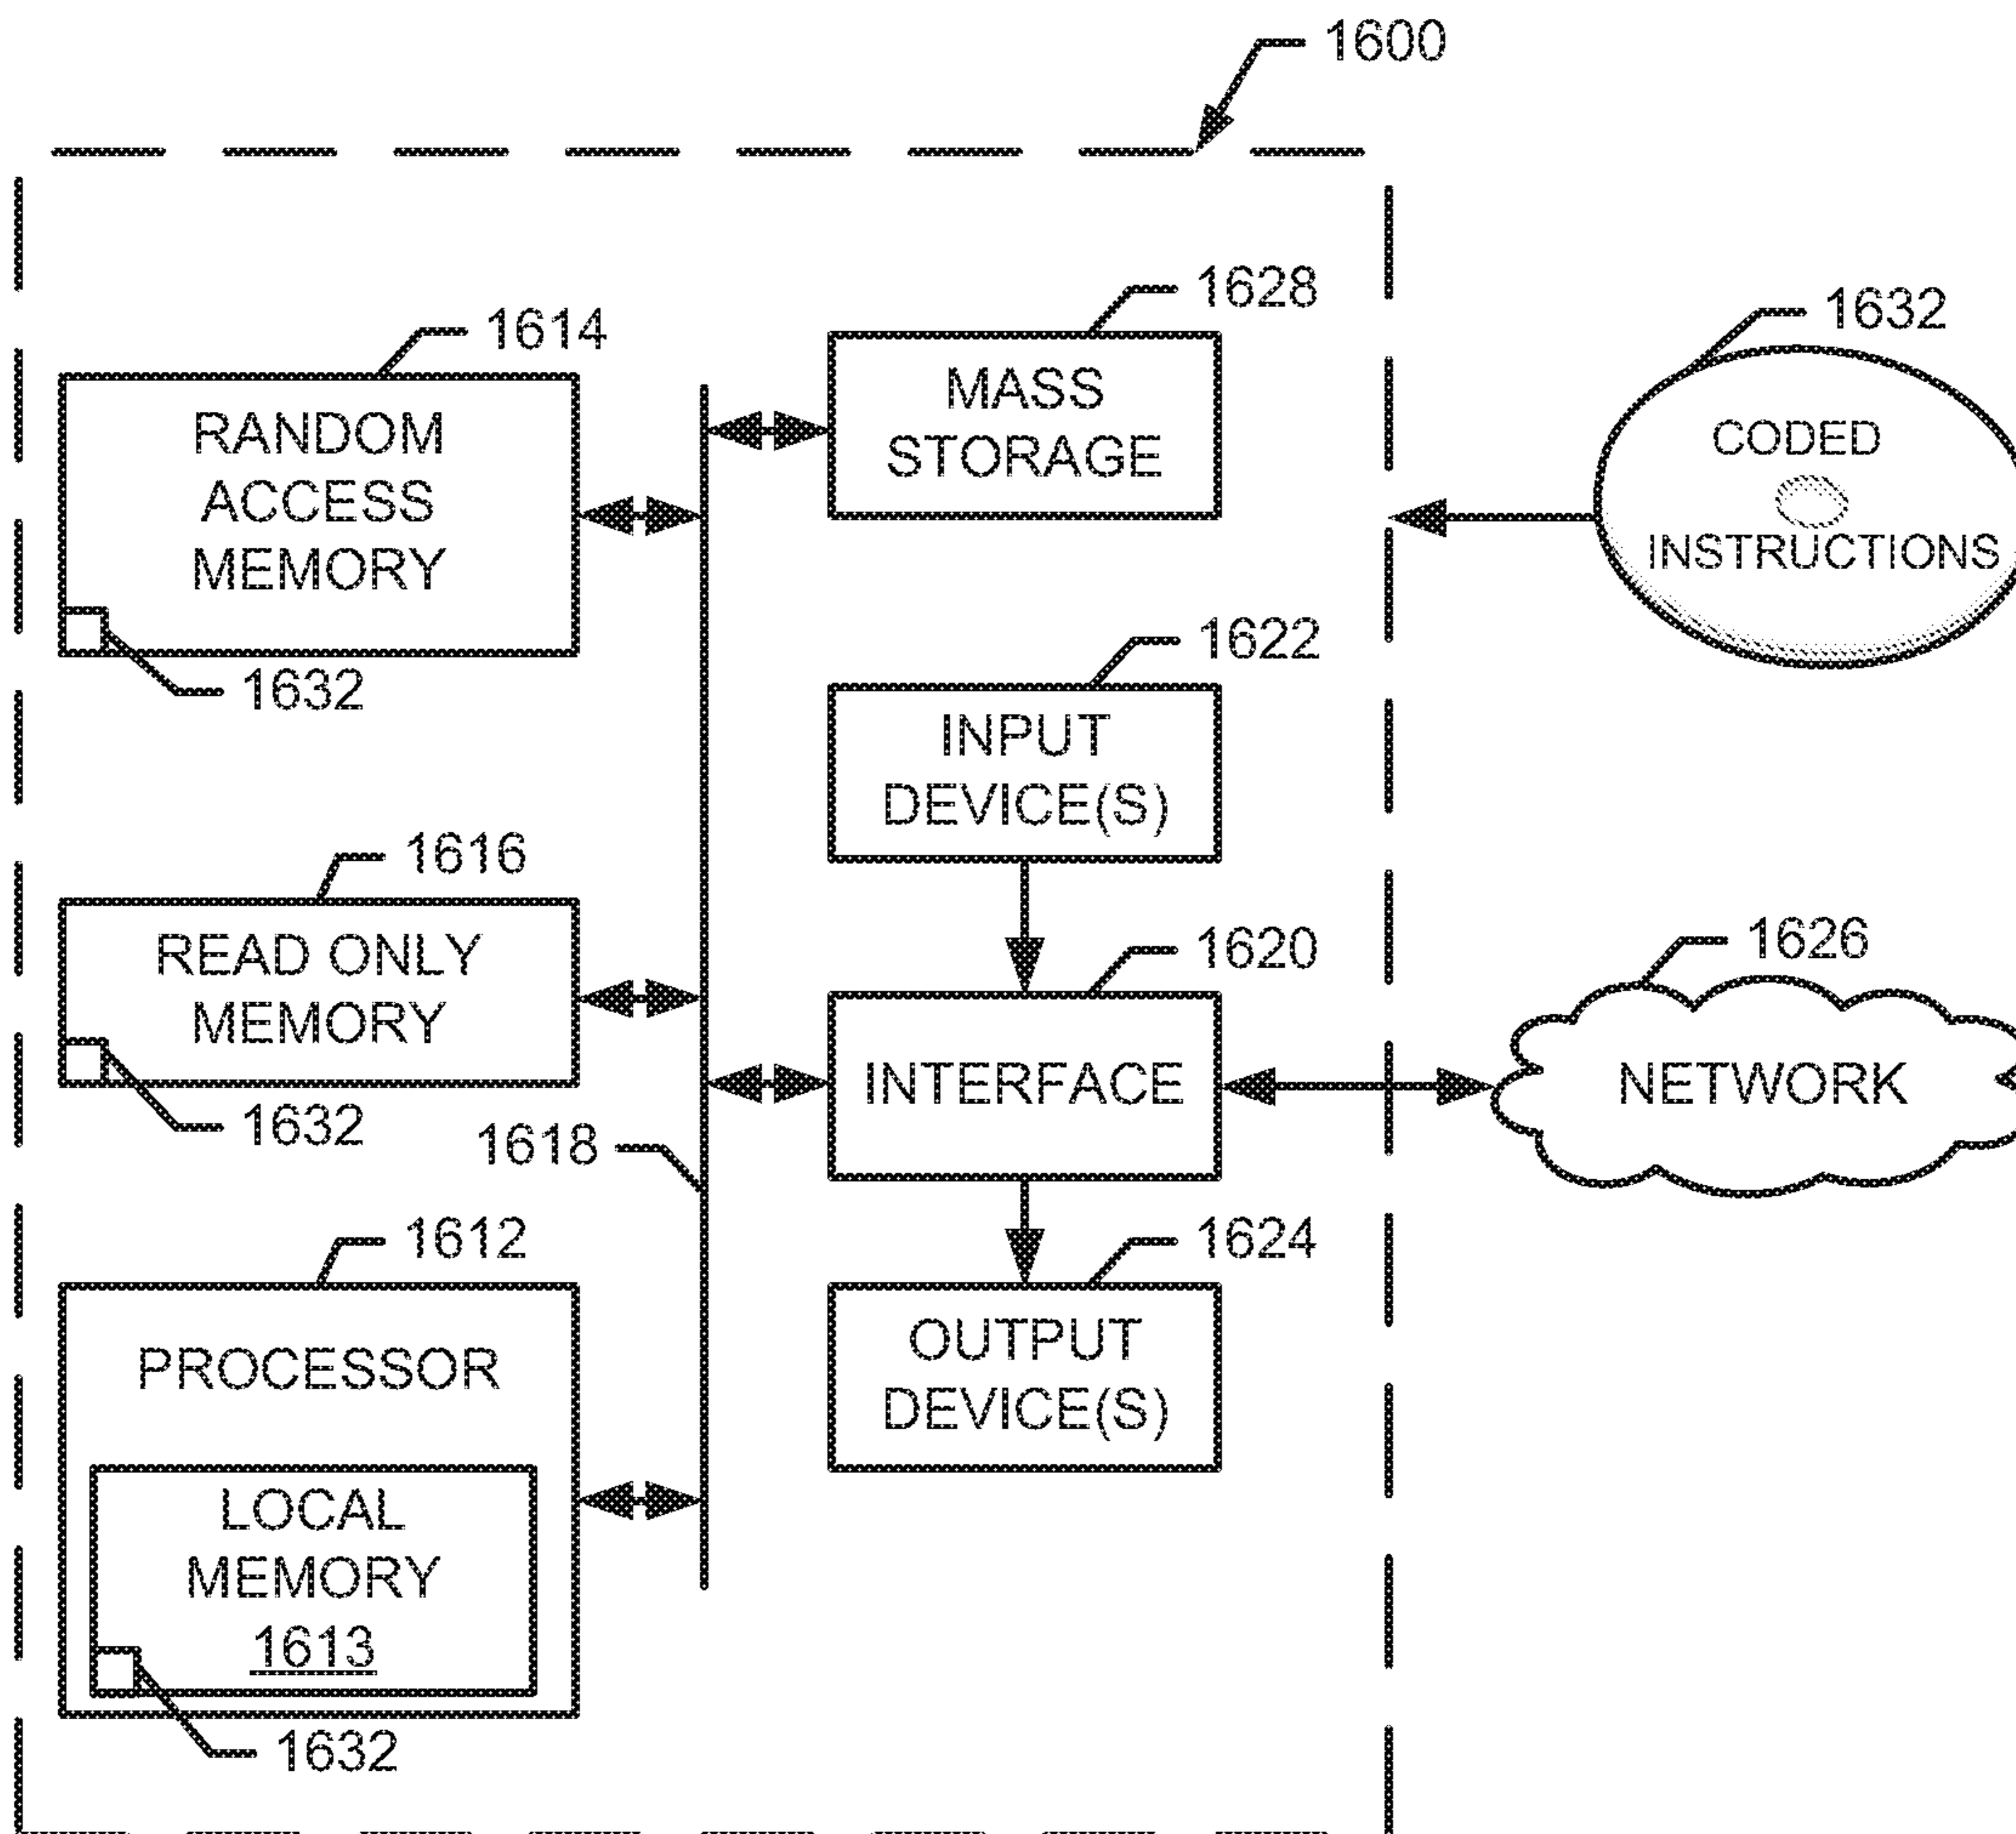 1600
1628
1632
1614
MASS
STORAGE
RANDOM
ACCESS
MEMORY
CODED
INSTRUCTIONS
1632
1622
INPUT
DEVICE(S)
1616
READ ONLY
MEMORY
1620
1626
INTERFACE
NETWORK
1632
1618
1612
1624
PROCESSOR
OUTPUT
DEVICE(S)
LOCAL
MEMORY
1613
1632